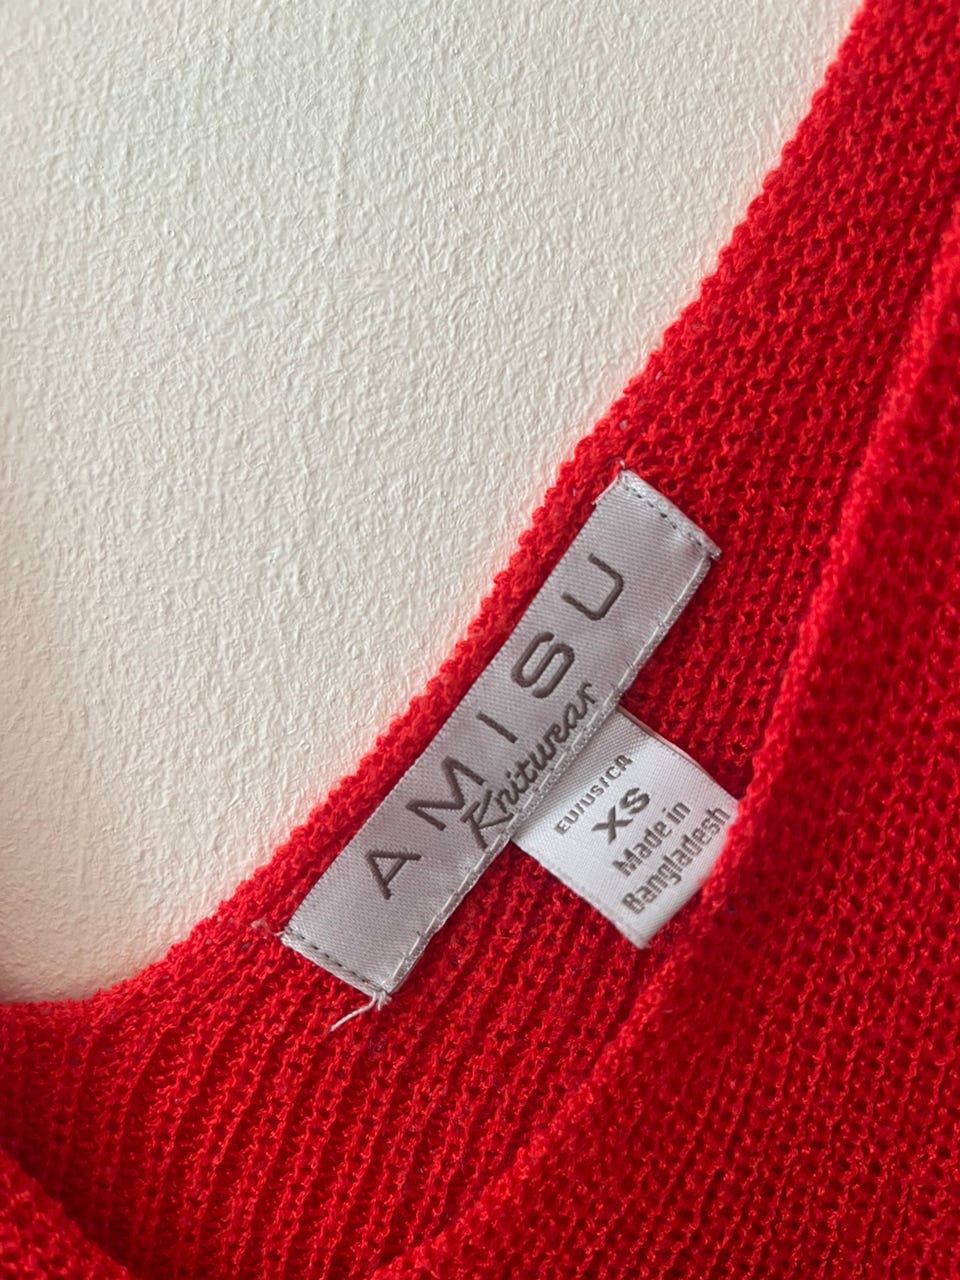 AMISU
Knitwear
EU/US/CA
XS
Made in
Bangladesh